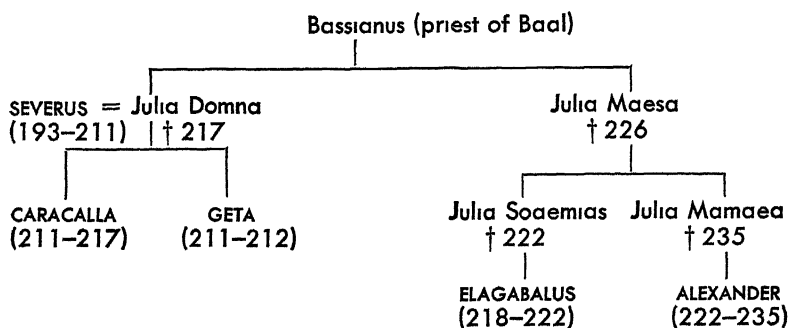 Bassianus (priest of Baal)
SEVERUS = Julia Domna
(193–211) † 217
Julia Maesa
† 226
CARACALLA
(211–217)
GETA
(211–212)
Julia Soaemias
† 222
Julia Mamaea
† 235
ELAGABALUS
(218–222)
ALEXANDER
(222–235)